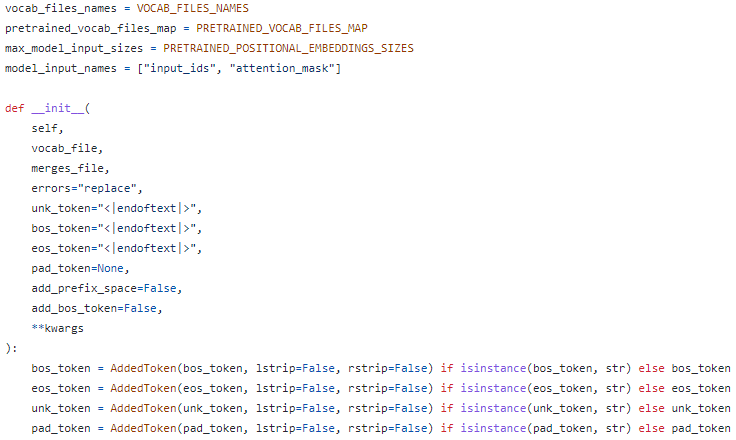 vocab_files_names = VOCAB_FILES_NAMES
pretrained_vocab_files_map = PRETRAINED_VOCAB_FILES_MAP
max_model_input_sizes = PRETRAINED_POSITIONAL_EMBEDDINGS_SIZES
model_input_names = ["input_ids", "attention_mask"]
def __init__(
self,
vocab_file,
merges_file,
errors="replace",
unk_token="<|endoftext|>",
bos_token="<|endoftext|>",
eos_token="<|endoftext|>",
pad_token=None,
add_prefix_space=False,
add_bos_token=False,
**kwargs
):
bos_token = AddedToken(bos_token, lstrip=False, rstrip=False) if isinstance(bos_token, str) else bos_token
eos_token = AddedToken(eos_token, lstrip=False, rstrip=False) if isinstance(eos_token, str) else eos_token
unk_token = AddedToken(unk_token, lstrip=False, rstrip=False) if isinstance(unk_token, str) else unk_token
pad_token = AddedToken(pad_token, lstrip=False, rstrip=False) if isinstance(pad_token, str) else pad_token